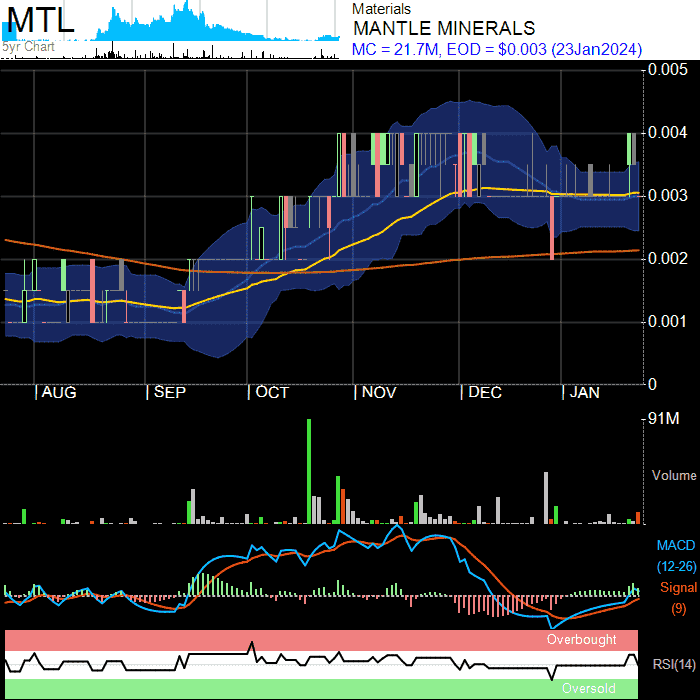 MTL
5yr Chart
Materials
MANTLE MINERALS
MC = 21.7M, EOD = $0.003 (23Jan2024)
0.005
0.004
0.003
0.002
0.001
0
AUG SEP OCT NOV DEC JAN
91M
Volume
MACD
(12-26)
Signal
(9)
Overbought
RSI(14)
Oversold